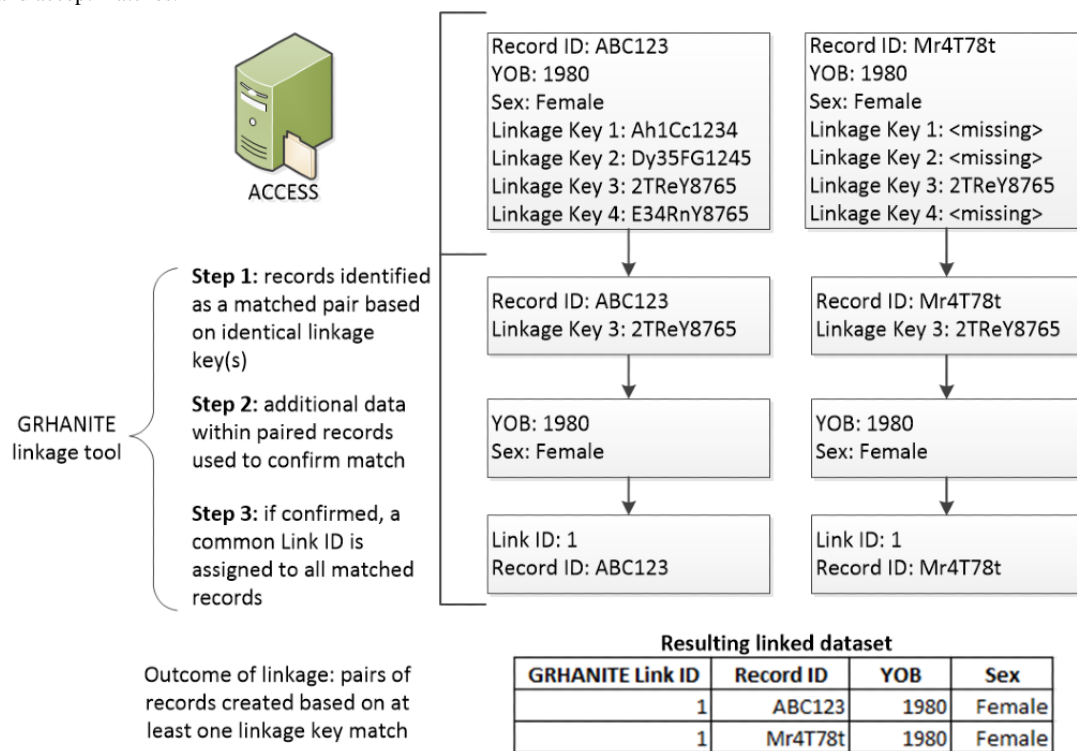 Record ID: ABC123
YOB: 1980
Sex: Female
Linkage Key 1: Ah1Cc1234
Linkage Key 2: Dy35FG1245
Linkage Key 3: 2TReY8765
Linkage Key 4: E34RnY8765
Record ID: Mr4T78t
YOB: 1980
Sex: Female
Linkage Key 1: <missing>
Linkage Key 2: <missing>
Linkage Key 3: 2TReY8765
Linkage Key 4: <missing>
ACCESS
GRHANITE
linkage tool
Step 1: records identified
as a matched pair based
on identical linkage
key(s)
Record ID: ABC123
Linkage Key 3: 2TReY8765
Record ID: Mr4T78t
Linkage Key 3: 2TReY8765
Step 2: additional data
within paired records
used to confirm match
YOB: 1980
Sex: Female
YOB: 1980
Sex: Female
Step 3: if confirmed, a
common Link ID is
assigned to all matched
records
Link ID: 1
Record ID: ABC123
Link ID: 1
Record ID: Mr4T78t
Outcome of linkage: pairs of
records created based on at
least one linkage key match
Resulting linked dataset
GRHANITE Link ID Record ID YOB Sex
1 ABC123 1980 Female
1 Mr4T78t 1980 Female